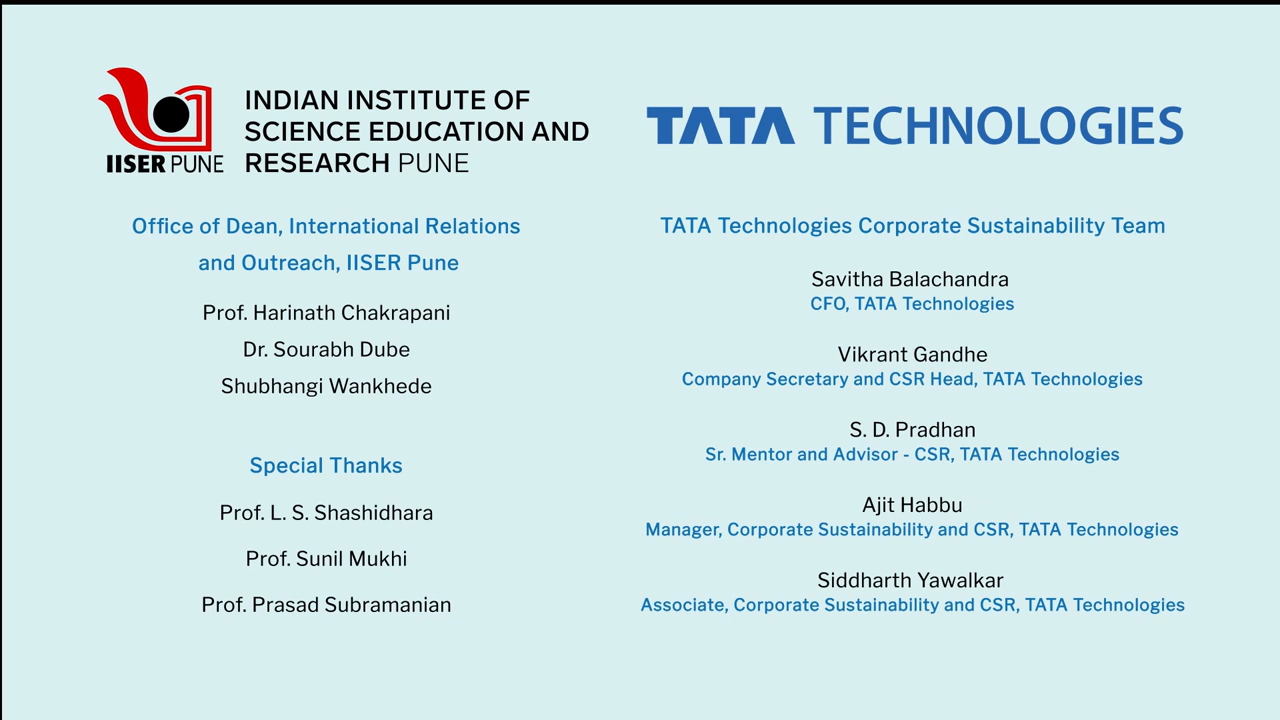 IISER PUNE
INDIAN INSTITUTE OF
SCIENCE EDUCATION AND
RESEARCH PUNE
Office of Dean, International Relations
and Outreach, IISER Pune
Prof. Harinath Chakrapani
Dr. Sourabh Dube
Shubhangi Wankhede
Special Thanks
Prof. L. S. Shashidhara
Prof. Sunil Mukhi
Prof. Prasad Subramanian
TATA TECHNOLOGIES
TATA Technologies Corporate Sustainability Team
Savitha Balachandra
CFO, TATA Technologies
Vikrant Gandhe
Company Secretary and CSR Head, TATA Technologies
S. D. Pradhan
Sr. Mentor and Advisor - CSR, TATA Technologies
Ajit Habbu
Manager, Corporate Sustainability and CSR, TATA Technologies
Siddharth Yawalkar
Associate, Corporate Sustainability and CSR, TATA Technologies